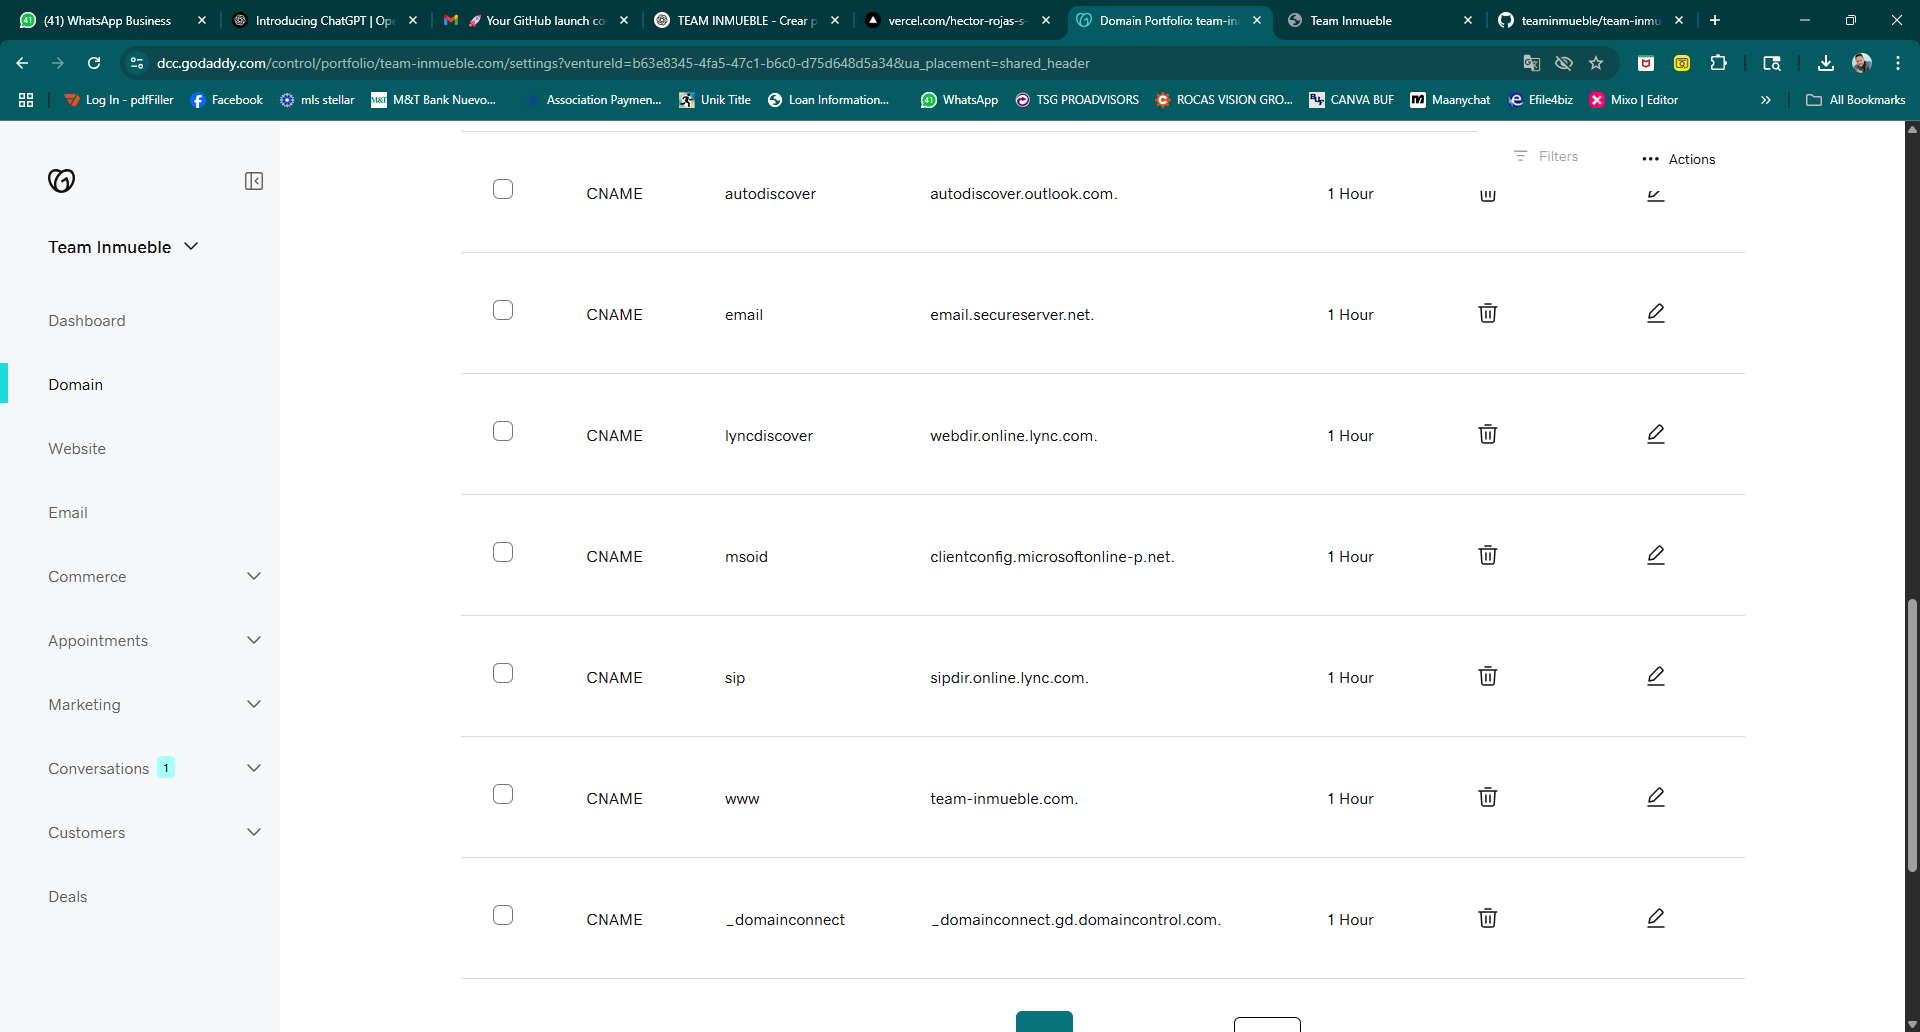 (41) WhatsApp Business
Introducing ChatGPT | Ope
🚀 Your GitHub launch co
TEAM INMUEBLE - Crear p
vercel.com/hector-rojas-s-
Domain Portfolio: team-in
Team Inmueble
teaminmueble/team-inmu
dcc.godaddy.com/control/portfolio/team-inmueble.com/settings?ventureId=b63e8345-4fa5-47c1-b6c0-d75d648d5a34&ua_placement=shared_header
Log In - pdfFiller
Facebook
mls stellar
M&T Bank Nuevo...
Association Paymen...
Unik Title
Loan Information...
WhatsApp
TSG PROADVISORS
ROCAS VISION GRO...
CANVA BUF
Maanychat
Efile4biz
Mixo | Editor
All Bookmarks
Team Inmueble
Dashboard
Domain
Website
Email
Commerce
Appointments
Marketing
Conversations 1
Customers
Deals
Filters
Actions
CNAME autodiscover autodiscover.outlook.com. 1 Hour
CNAME email email.secureserver.net. 1 Hour
CNAME lyncdiscover webdir.online.lync.com. 1 Hour
CNAME msoid clientconfig.microsoftonline-p.net. 1 Hour
CNAME sip sipdir.online.lync.com. 1 Hour
CNAME www team-inmueble.com. 1 Hour
CNAME _domainconnect _domainconnect.gd.domaincontrol.com. 1 Hour